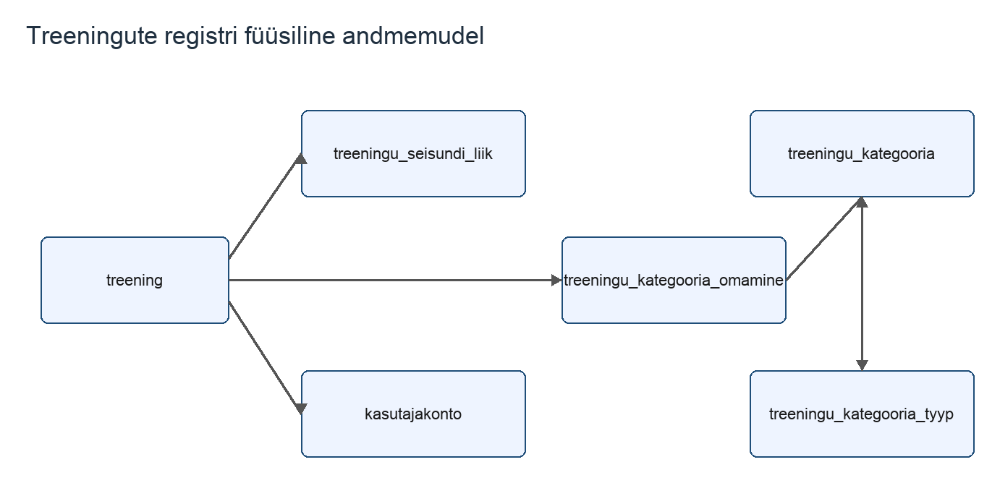 Treeningute registri füüsiline andmemudel
treeningu_seisundi_liik
treeningu_kategooria
treening
treeningu_kategooria_omamine
kasutajakonto
treeningu_kategooria_tyyp